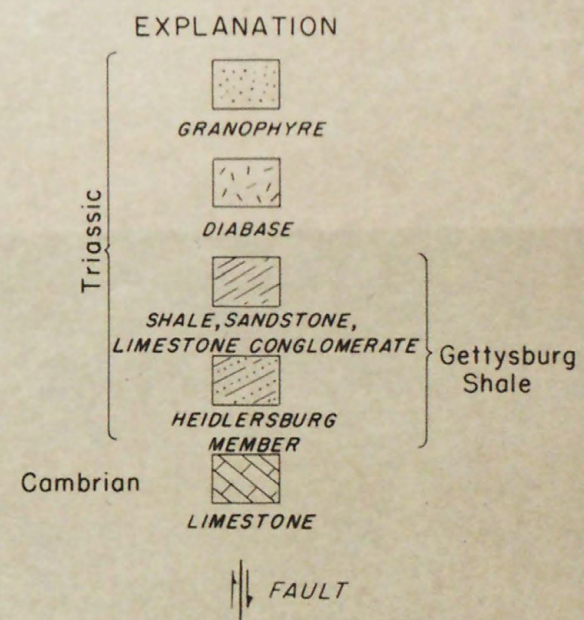 EXPLANATION
GRANOPHYRE
DIABASE
Triassic
SHALE, SANDSTONE,
LIMESTONE CONGLOMERATE
Gettysburg
Shale
HEIDLERSBURG
MEMBER
Cambrian
LIMESTONE
FAULT